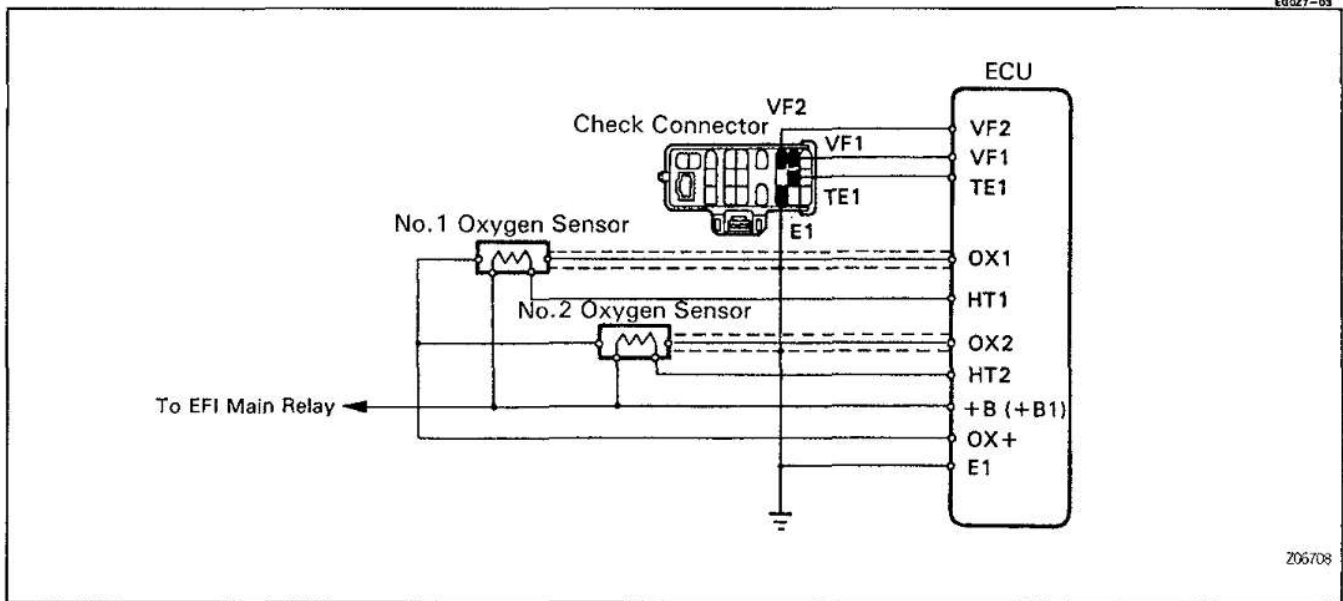 EG027-03
ECU
VF2
Check Connector
VF1
TE1
E1
VF2
VF1
TE1
No.1 Oxygen Sensor
OX1
HT1
No.2 Oxygen Sensor
OX2
HT2
To EFI Main Relay
+B (+B1)
OX+
E1
Z06708